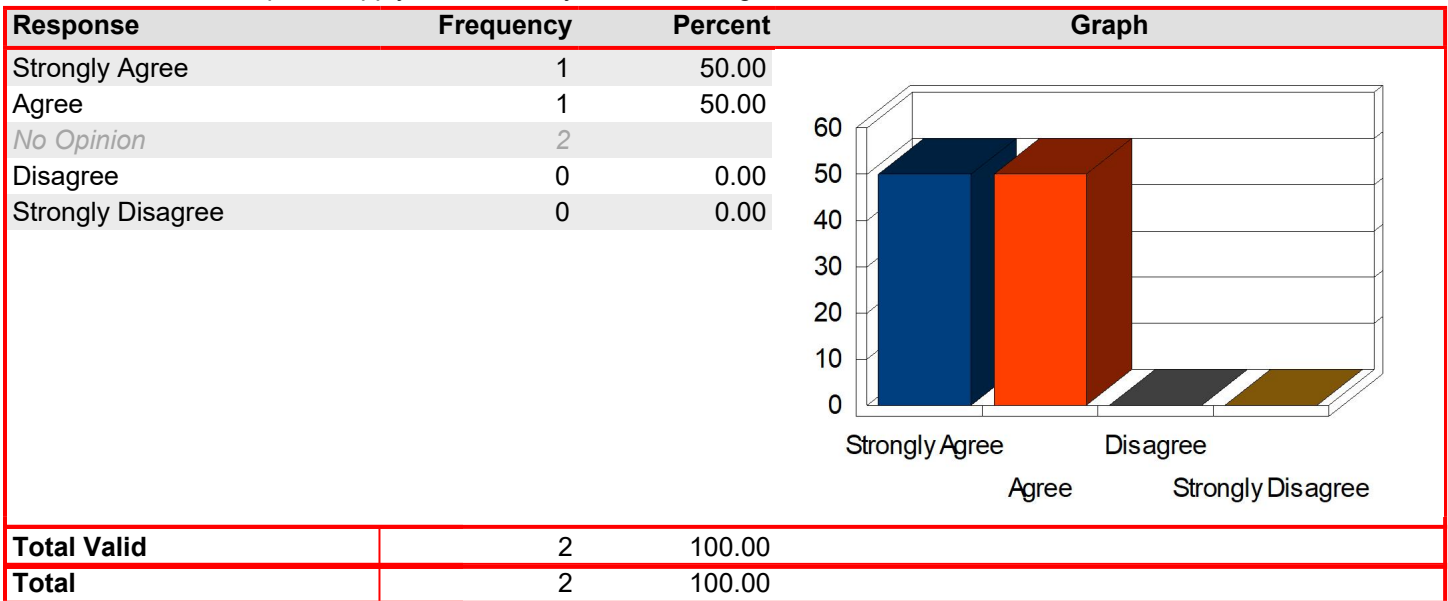 Response Frequency Percent Graph
Strongly Agree 1 50.00
Agree 1 50.00
No Opinion 2
Disagree 0 0.00
Strongly Disagree 0 0.00
60
50
40
30
20
10
0
Strongly Agree Disagree
Agree Strongly Disagree
Total Valid 2 100.00
Total 2 100.00